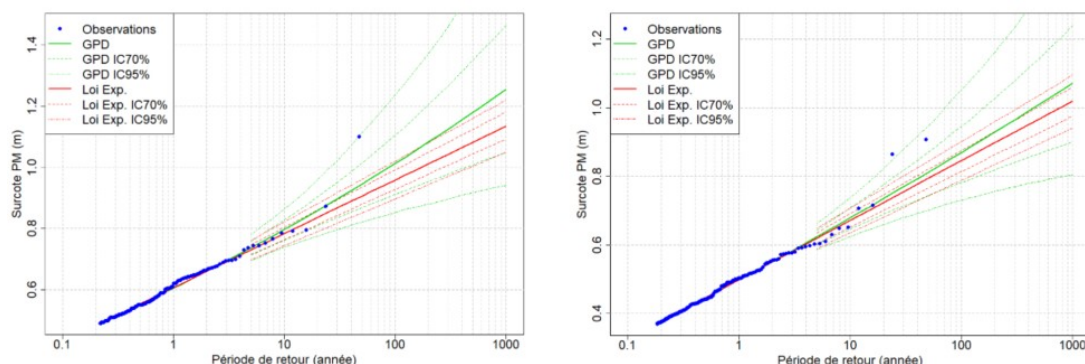 Observations
GPD
GPD IC70%
GPD IC95%
Loi Exp.
Loi Exp. IC70%
Loi Exp. IC95%
Surcote PM (m)
1.4
1.2
1.0
0.8
0.6
0.1
1
10
100
1000
Période de retour (année)
Observations
GPD
GPD IC70%
GPD IC95%
Loi Exp.
Loi Exp. IC70%
Loi Exp. IC95%
Surcote PM (m)
1.2
1.0
0.8
0.6
0.4
0.1
1
10
100
1000
Période de retour (année)